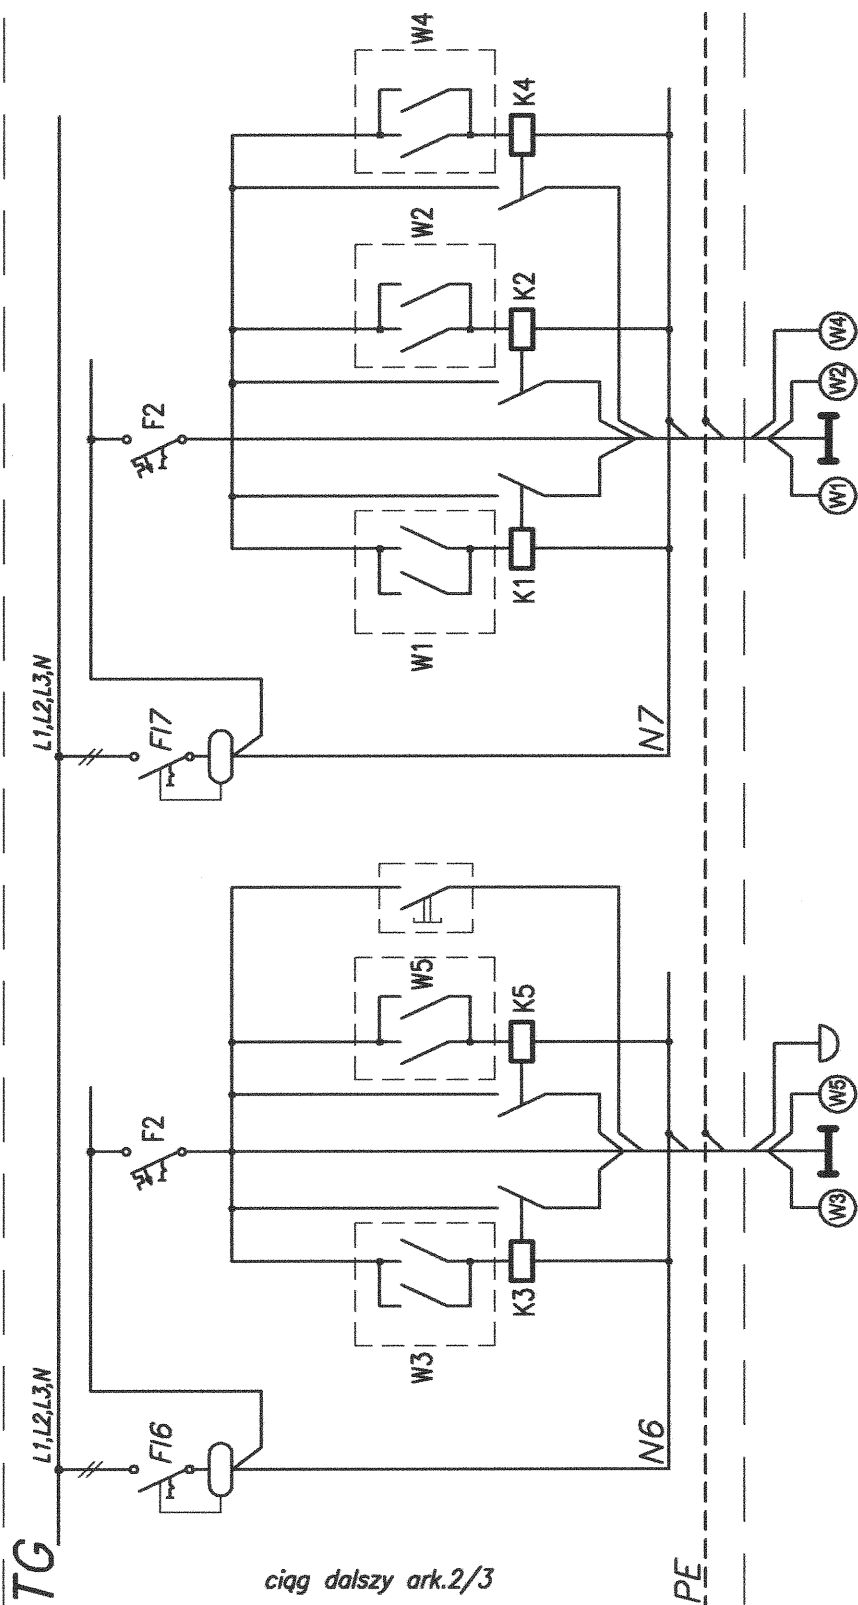 TG
L1,L2,L3,N
F16
F2
W3
K3
W5
K5
N6
W3
W5
L1,L2,L3,N
F17
F2
W1
K1
W2
K2
W4
K4
N7
W1
W2
W4
PE
ciąg dalszy ark.2/3